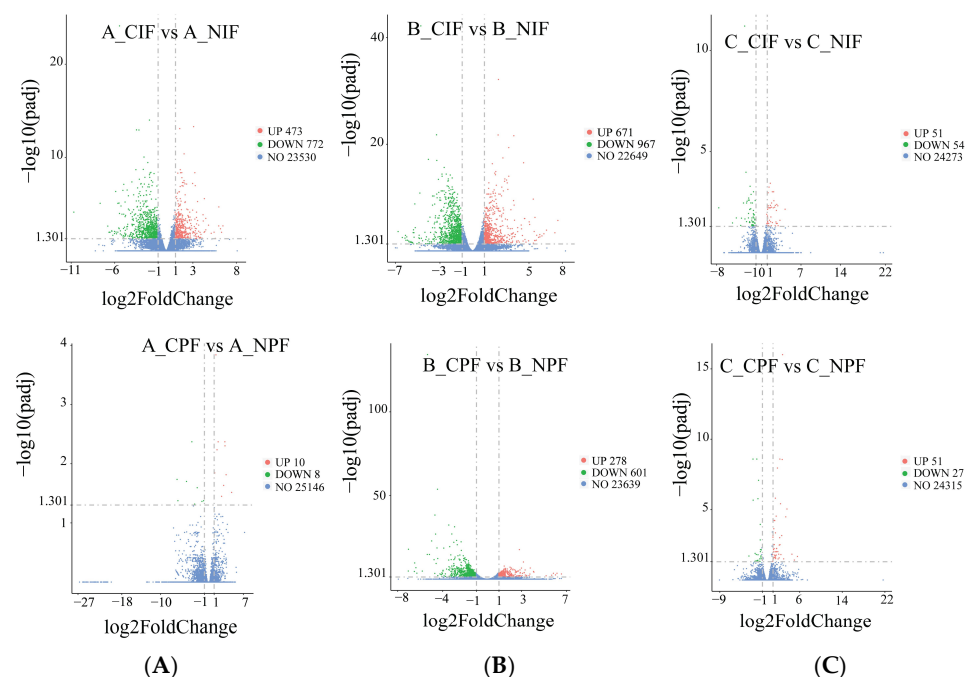 A_CIF vs A_NIF
−log10(padj)
20
10
1.301
UP 473
DOWN 772
NO 23530
−11 −6 −1 1 3 8
log2FoldChange
B_CIF vs B_NIF
−log10(padj)
40
20
1.301
UP 671
DOWN 967
NO 22649
−7 −3 −1 1 4 8
log2FoldChange
C_CIF vs C_NIF
−log10(padj)
10
5
1.301
UP 51
DOWN 54
NO 24273
−8 −1 0 1 7 14 22
log2FoldChange
A_CPF vs A_NPF
−log10(padj)
4
3
2
1.301
1
UP 10
DOWN 8
NO 25146
−27 −18 −10 −1 1 7
log2FoldChange
B_CPF vs B_NPF
−log10(padj)
100
50
1.301
UP 278
DOWN 601
NO 23639
−8 −4 −1 1 3 7
log2FoldChange
C_CPF vs C_NPF
−log10(padj)
15
10
5
1.301
UP 51
DOWN 27
NO 24315
−9 −1 1 6 14 22
log2FoldChange
(A) (B) (C)